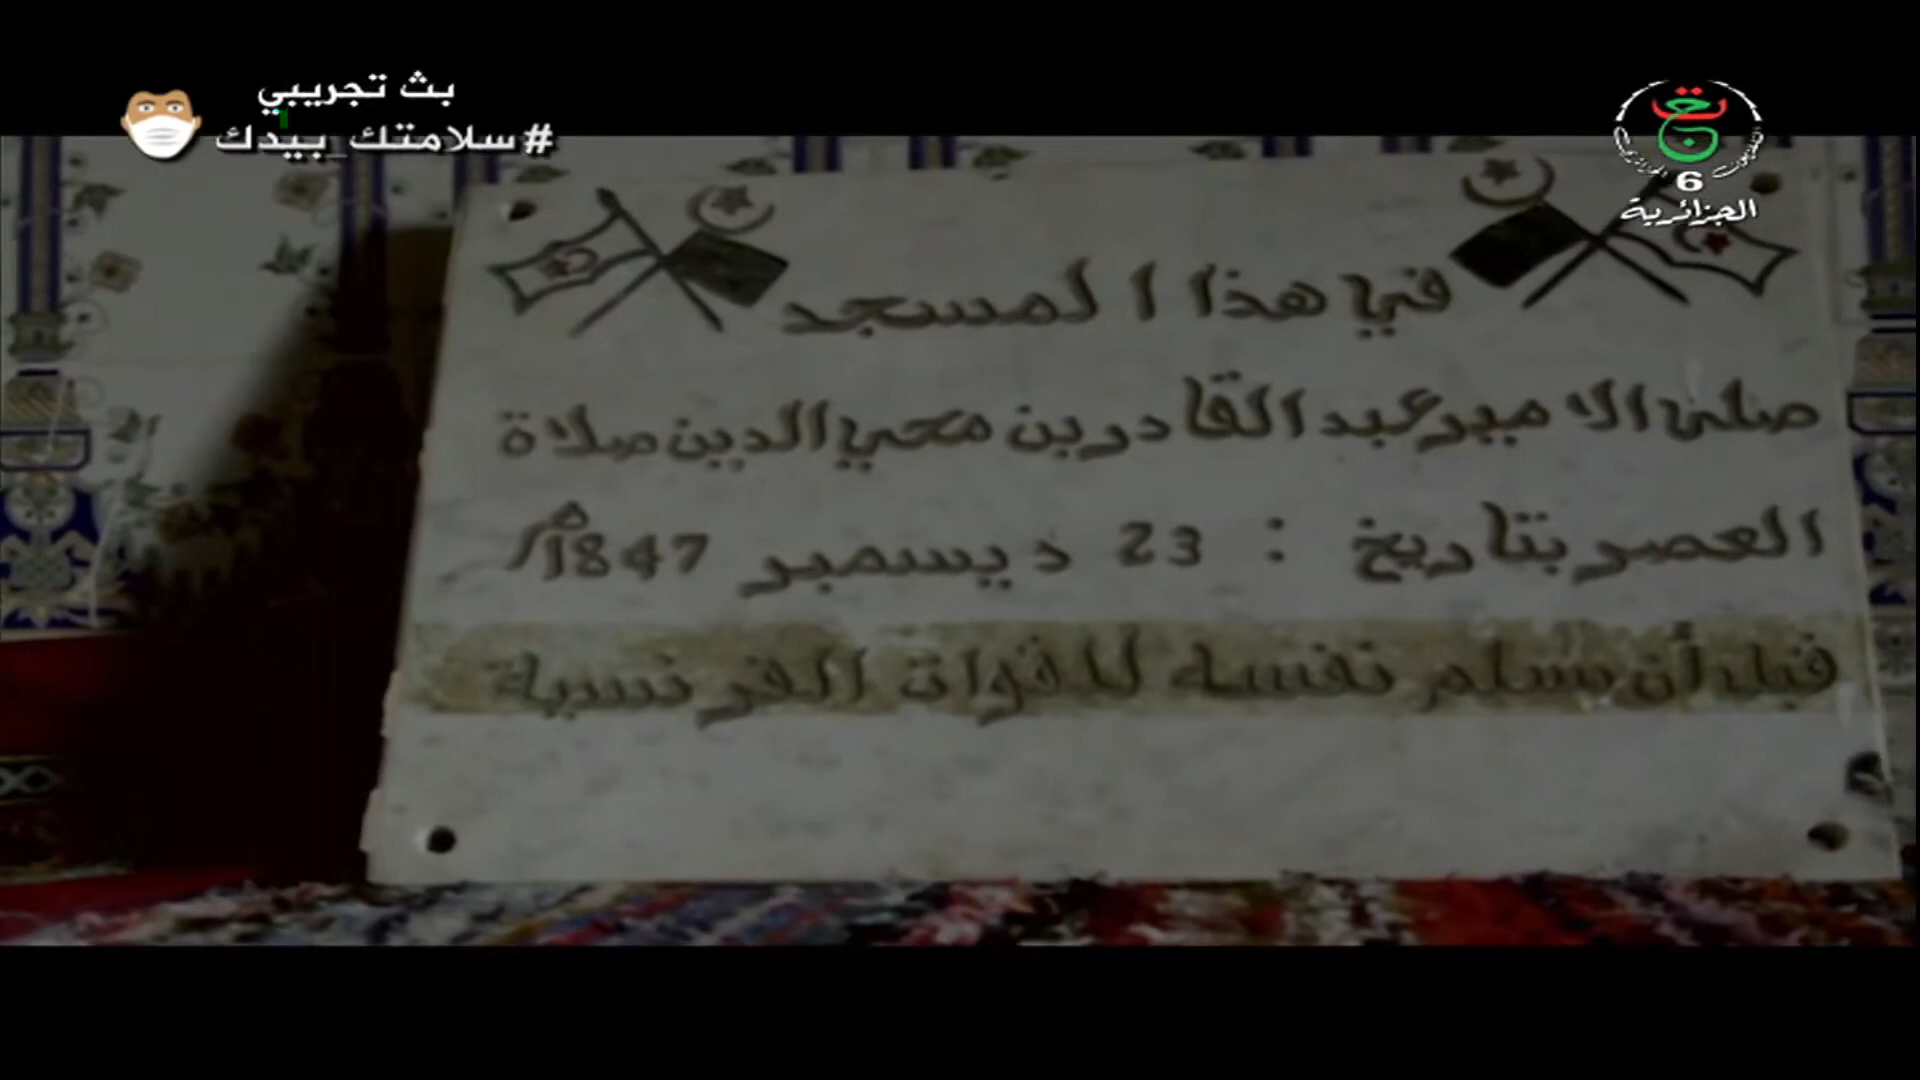 بث تجريبي
#سلامتك_بيدك
6
الجزائرية
في هذا المسجد
صلى الامير عبد القادر بن محي الدين صلاة
العصر بتاريخ : 23 ديسمبر 1847م
قبل أن يسلم نفسه للقوات الفرنسية